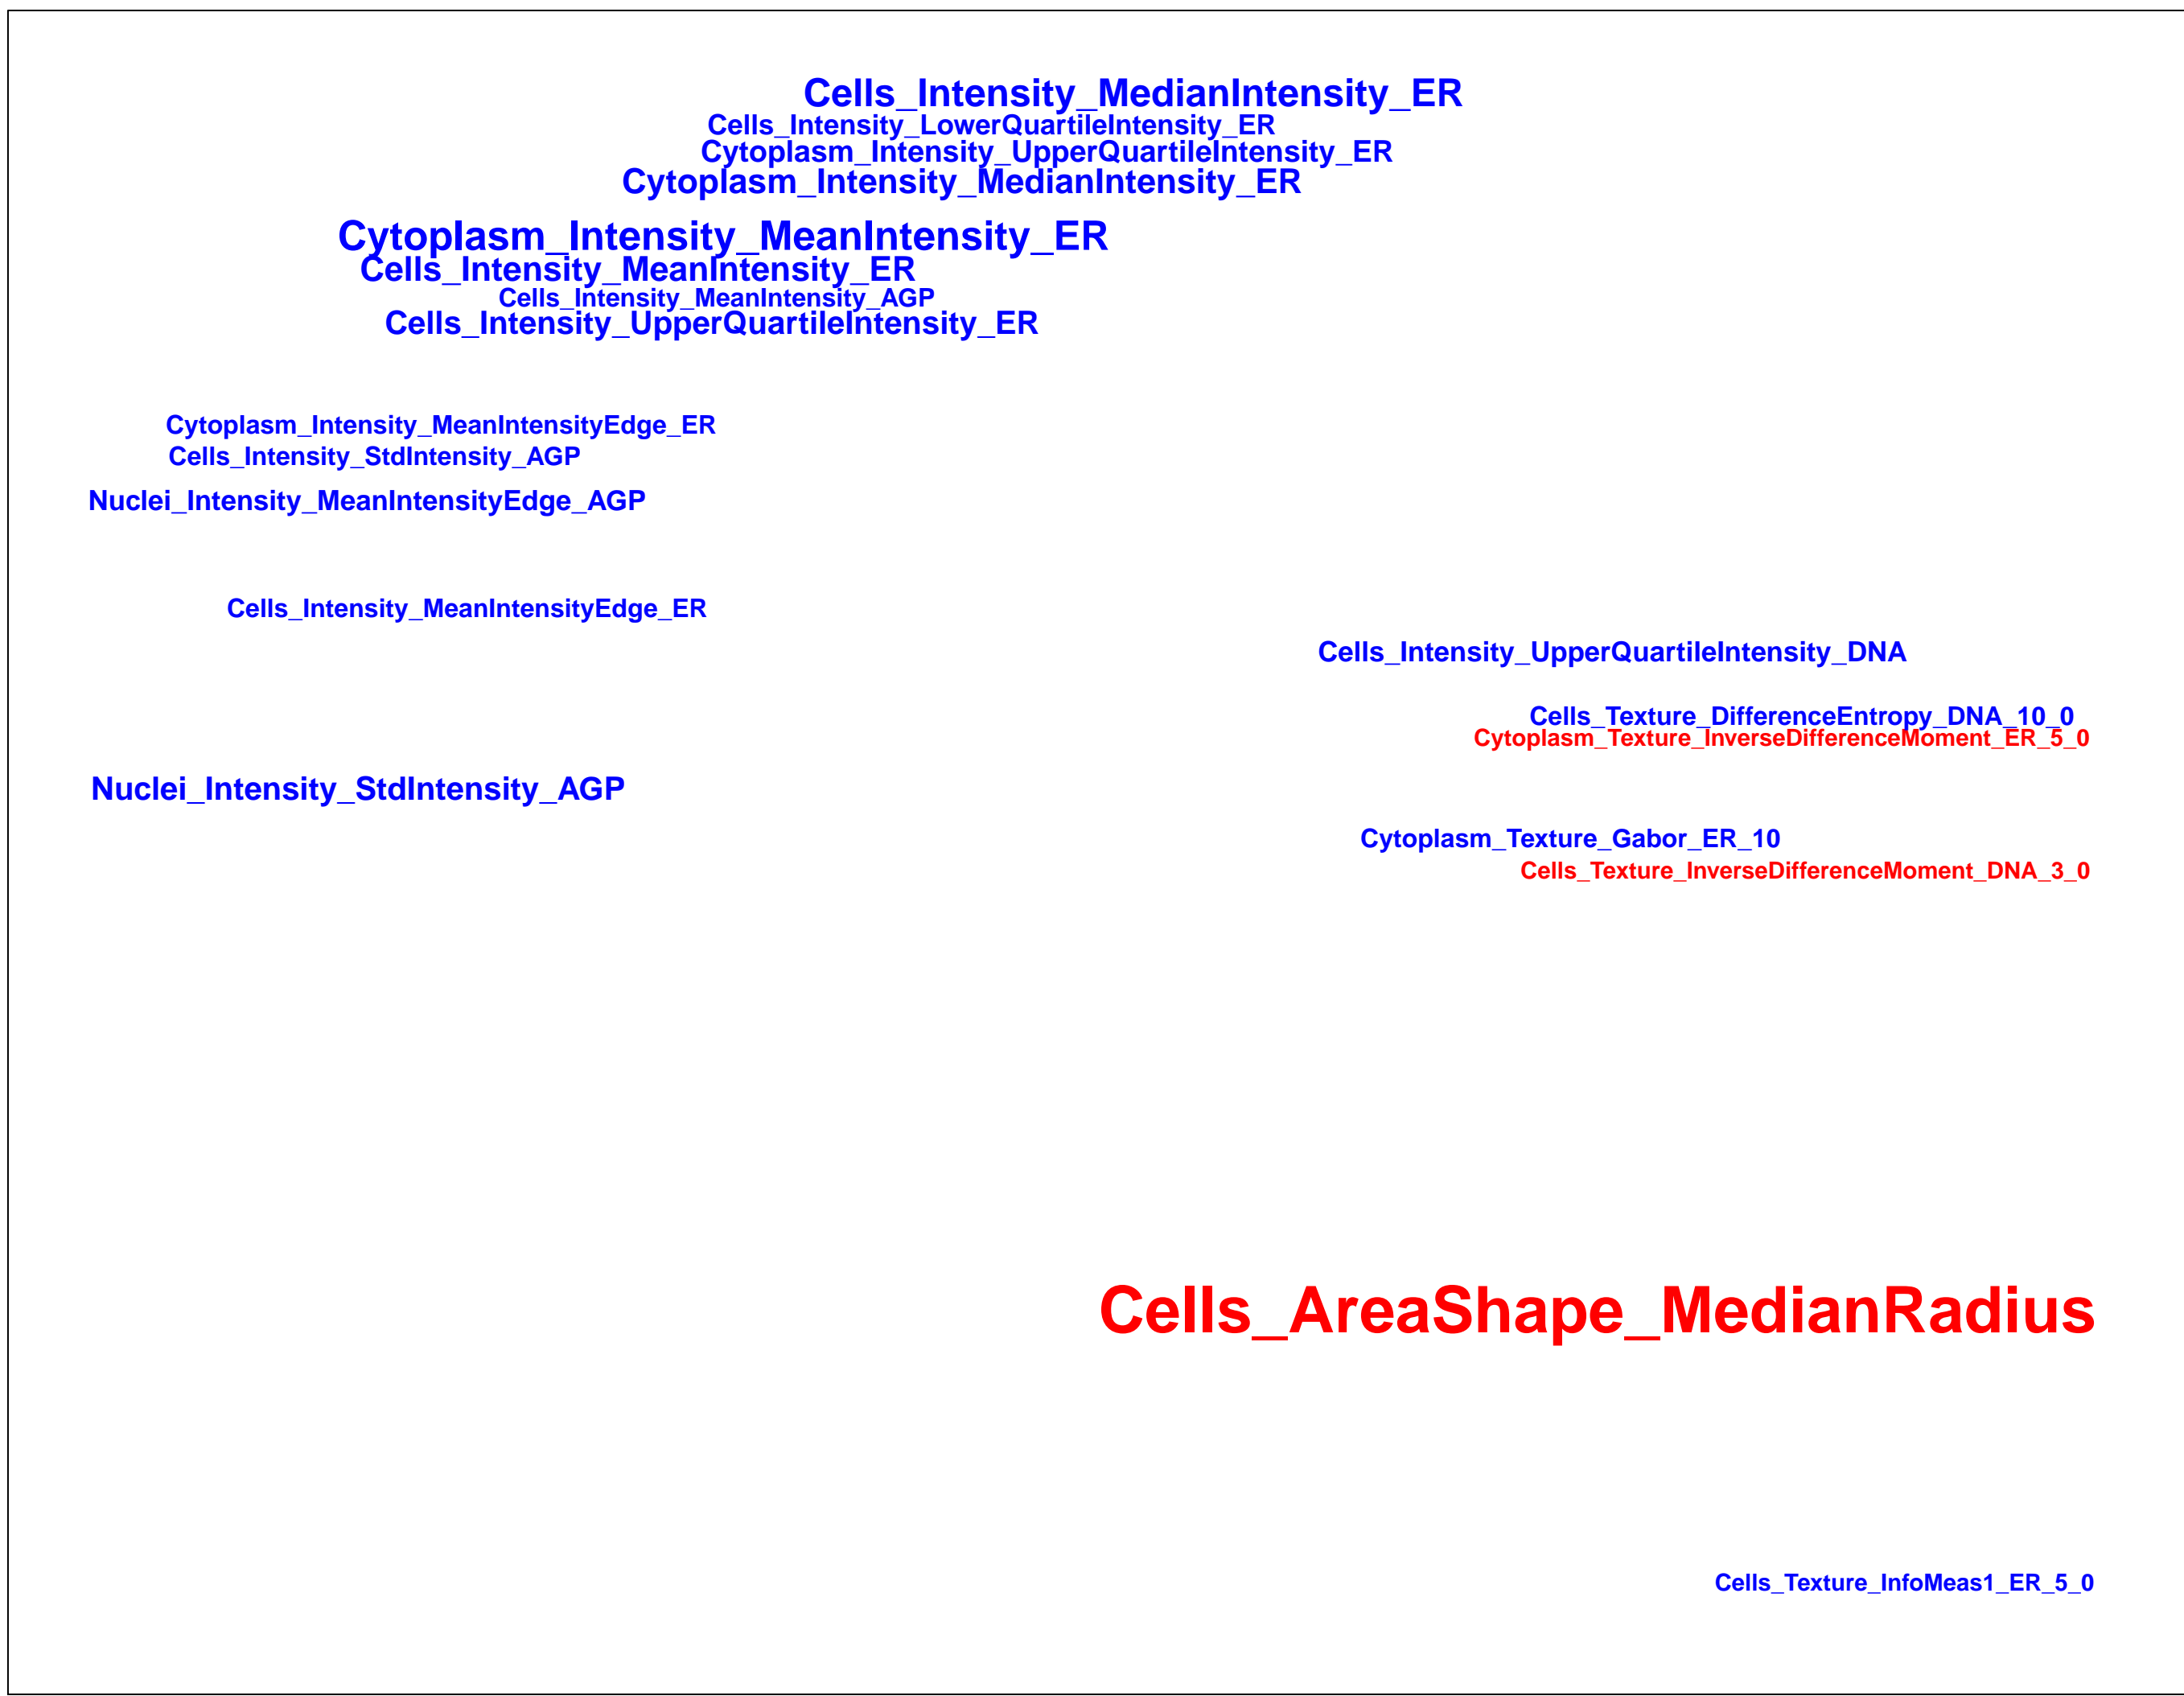 Cells_Intensity_MedianIntensity_ER
Cells_Intensity_LowerQuartileIntensity_ER
Cytoplasm_Intensity_UpperQuartileIntensity_ER
Cytoplasm_Intensity_MedianIntensity_ER
Cytoplasm_Intensity_MeanIntensity_ER
Cells_Intensity_MeanIntensity_ER
Cells_Intensity_MeanIntensity_AGP
Cells_Intensity_UpperQuartileIntensity_ER
Cytoplasm_Intensity_MeanIntensityEdge_ER
Cells_Intensity_StdIntensity_AGP
Nuclei_Intensity_MeanIntensityEdge_AGP
Cells_Intensity_MeanIntensityEdge_ER
Cells_Intensity_UpperQuartileIntensity_DNA
Cells_Texture_DifferenceEntropy_DNA_10_0
Cytoplasm_Texture_InverseDifferenceMoment_ER_5_0
Nuclei_Intensity_StdIntensity_AGP
Cytoplasm_Texture_Gabor_ER_10
Cells_Texture_InverseDifferenceMoment_DNA_3_0
Cells_AreaShape_MedianRadius
Cells_Texture_InfoMeas1_ER_5_0